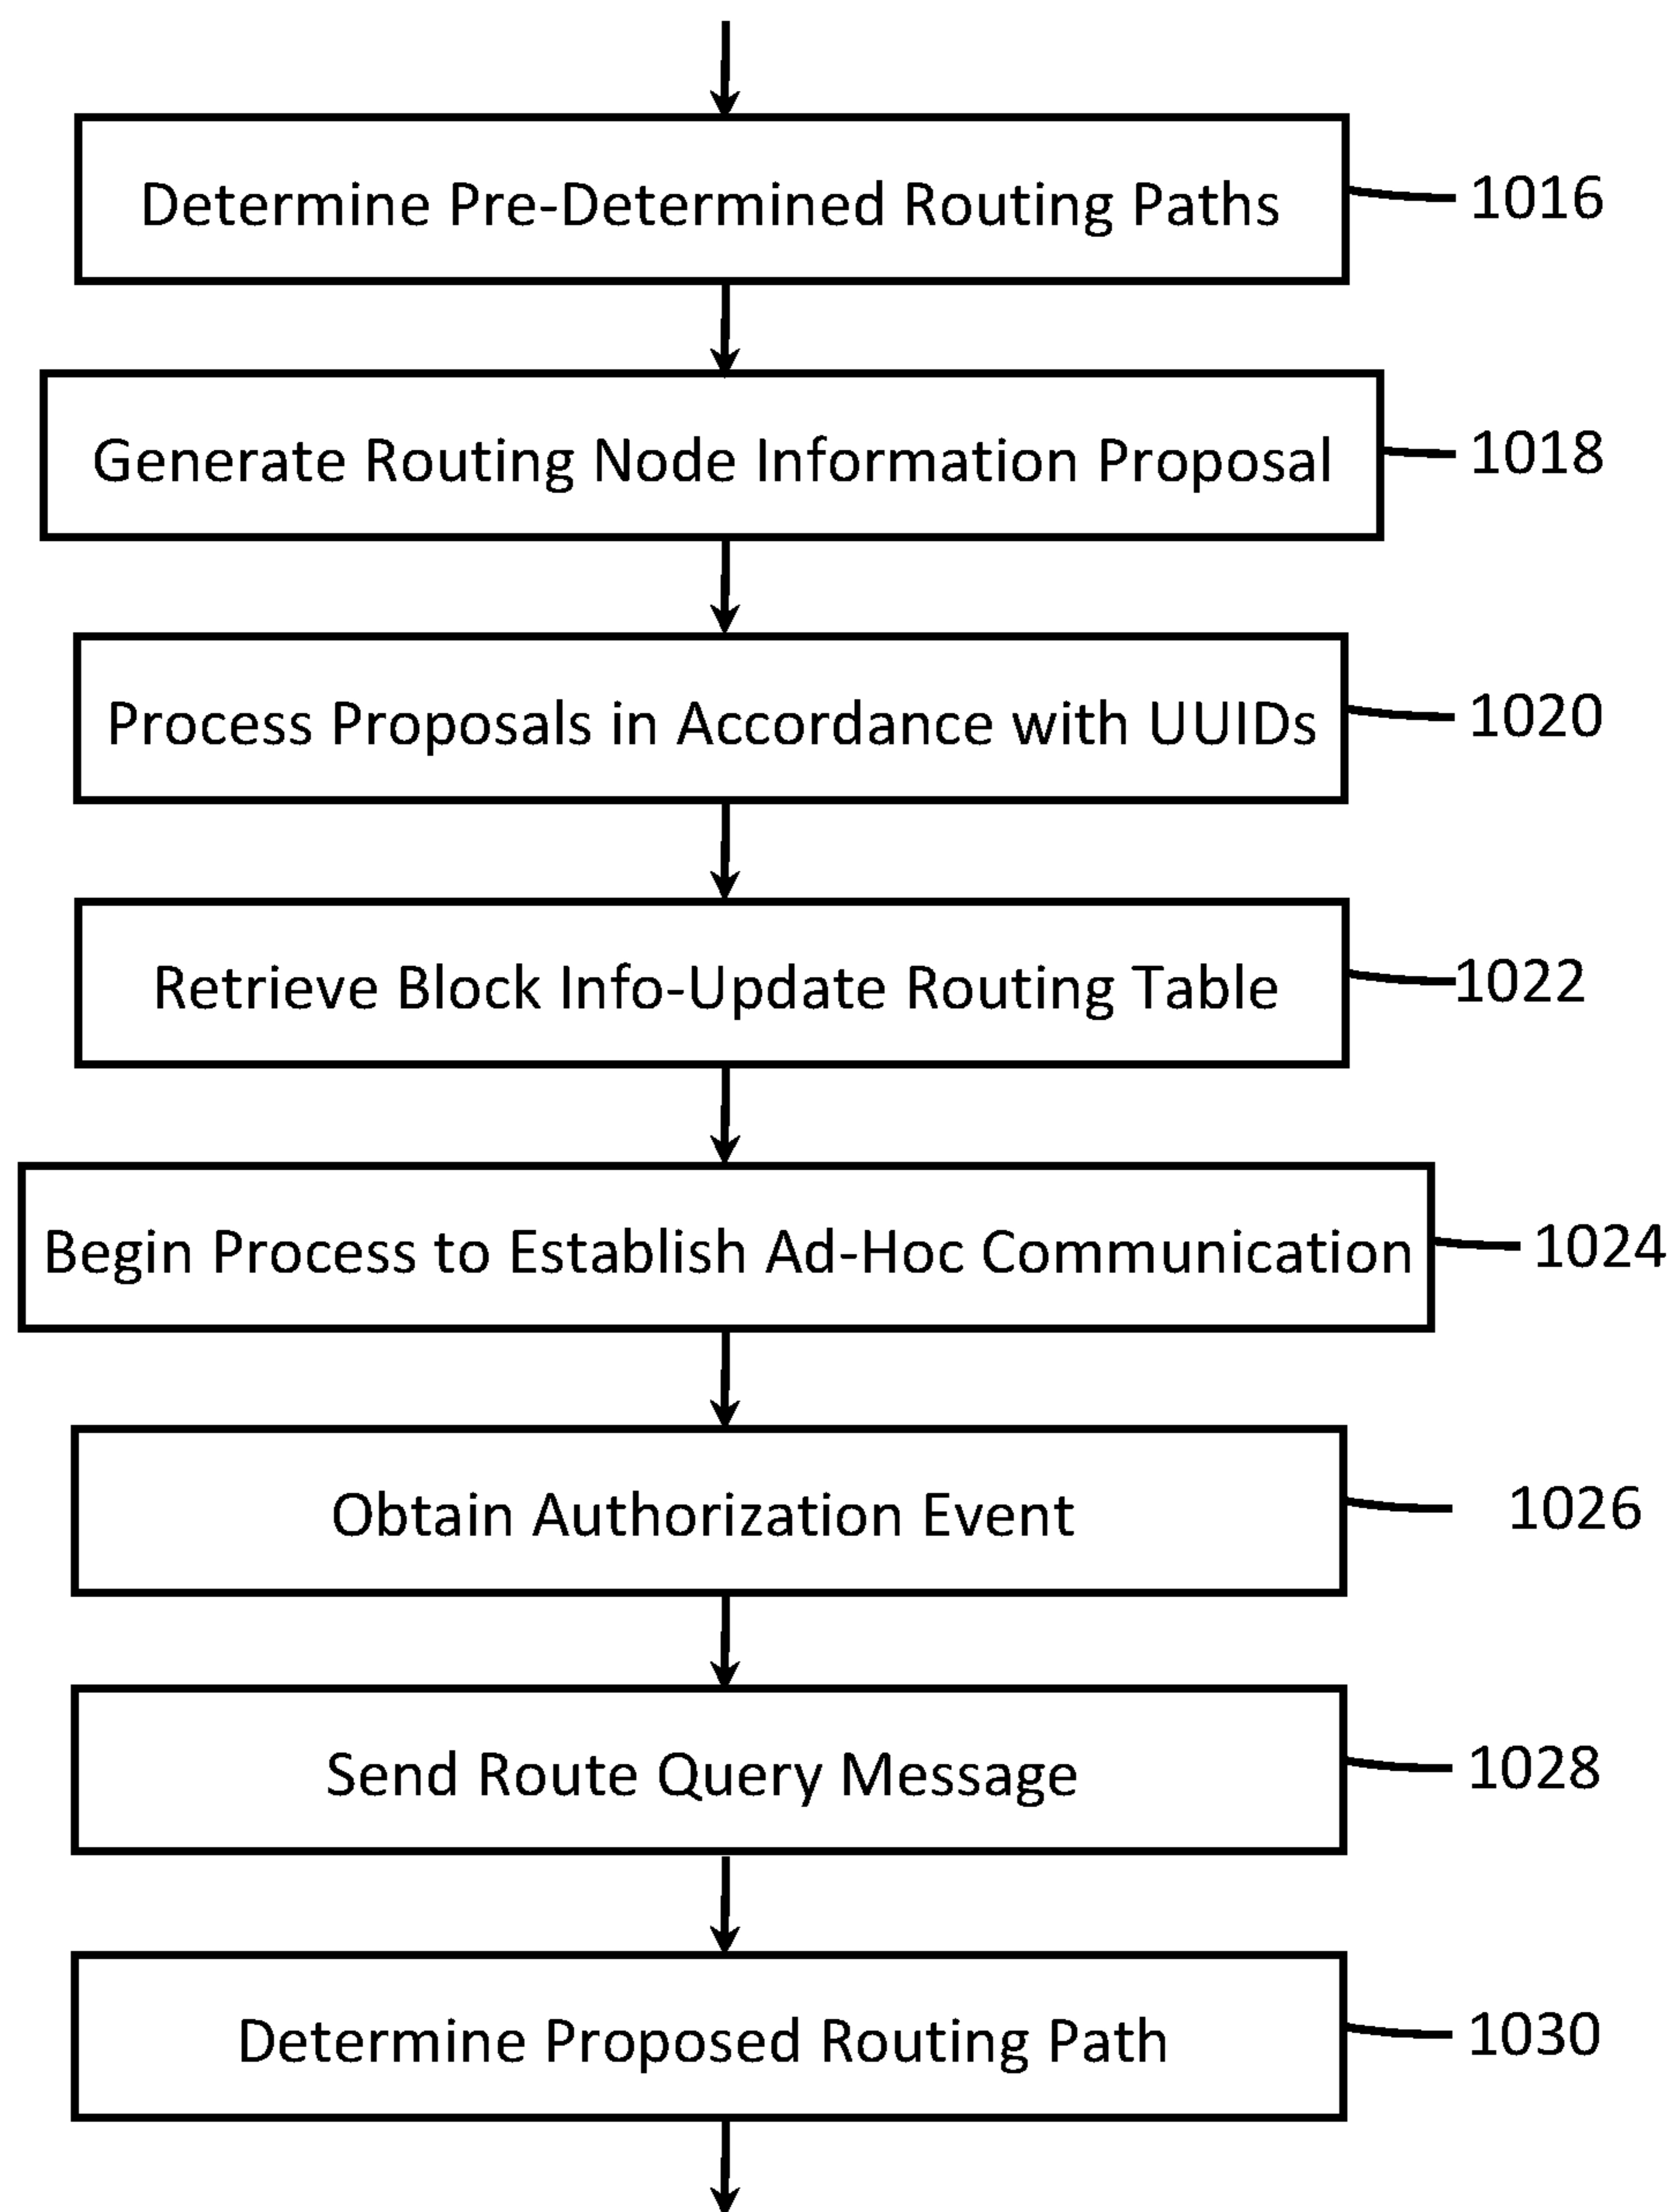 Determine Pre-Determined Routing Paths 1016
Generate Routing Node Information Proposal 1018
Process Proposals in Accordance with UUIDs 1020
Retrieve Block Info-Update Routing Table 1022
Begin Process to Establish Ad-Hoc Communication 1024
Obtain Authorization Event 1026
Send Route Query Message 1028
Determine Proposed Routing Path 1030